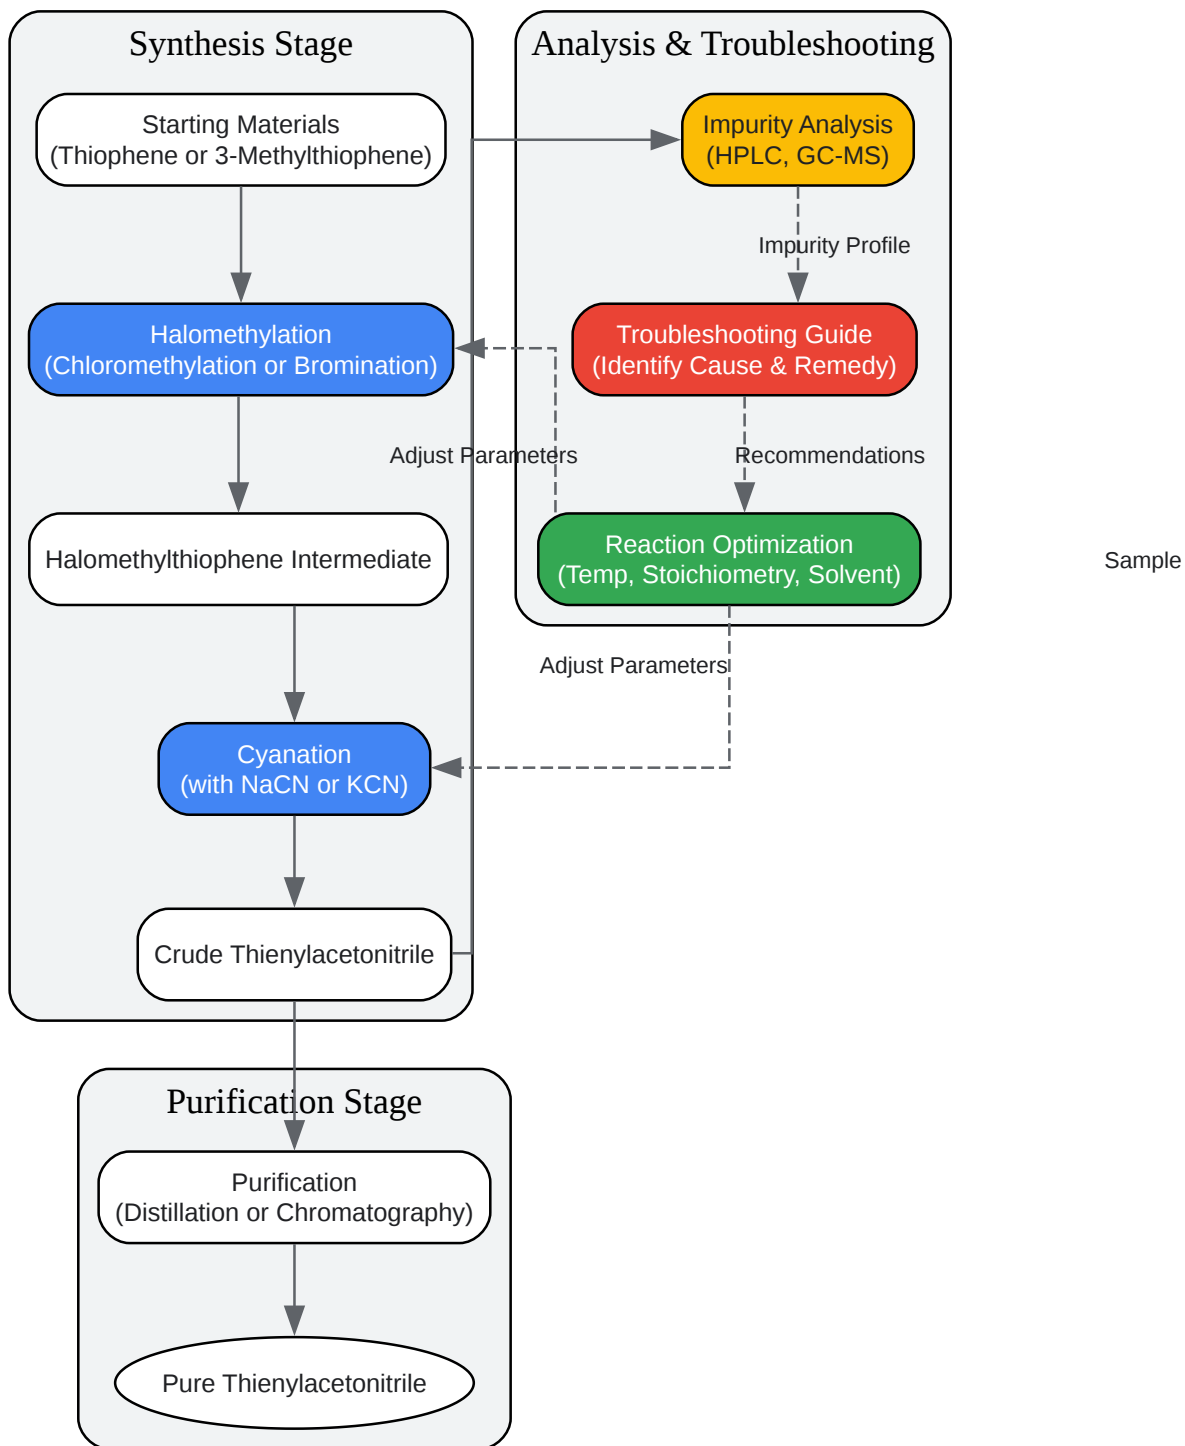 Synthesis Stage
Starting Materials
(Thiophene or 3-Methylthiophene)
Halomethylation
(Chloromethylation or Bromination)
Halomethylthiophene Intermediate
Cyanation
(with NaCN or KCN)
Crude Thienylacetonitrile
Analysis & Troubleshooting
Impurity Analysis
(HPLC, GC-MS)
Impurity Profile
Troubleshooting Guide
(Identify Cause & Remedy)
Adjust Parameters
Recommendations
Reaction Optimization
(Temp, Stoichiometry, Solvent)
Sample
Adjust Parameters
Purification Stage
Purification
(Distillation or Chromatography)
Pure Thienylacetonitrile